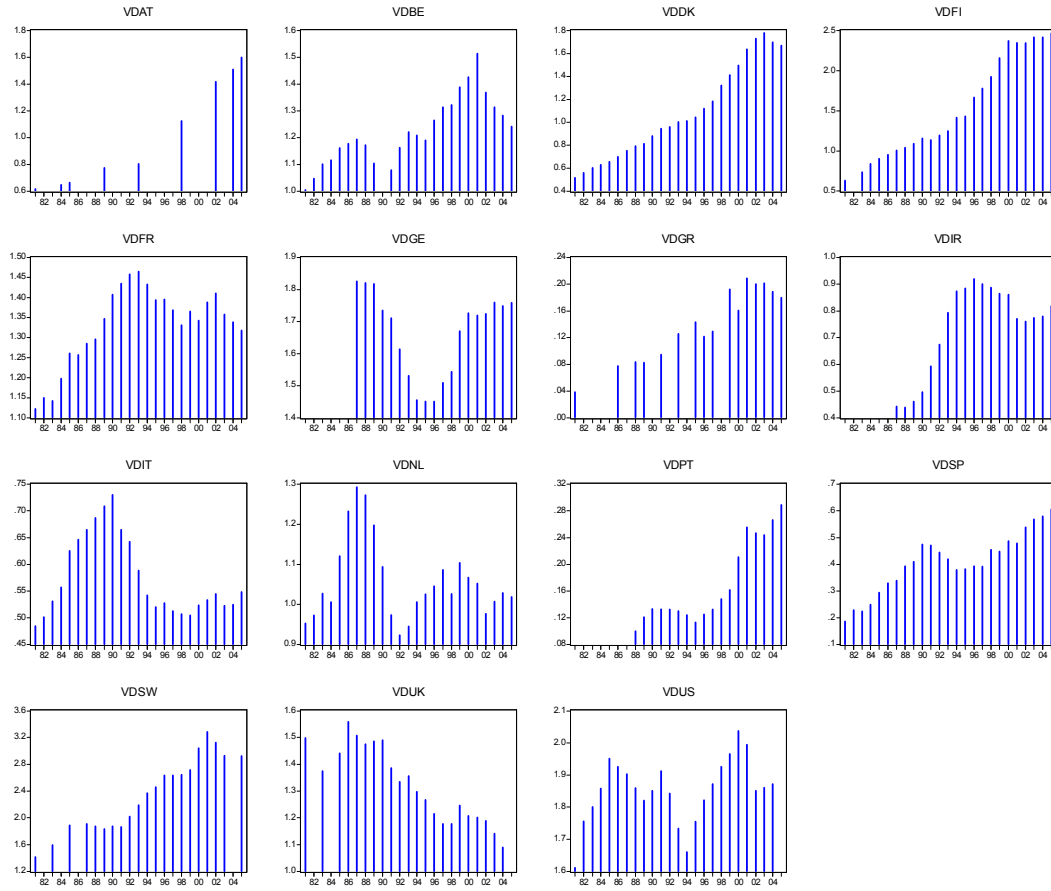 VDAT VDBE VDDK VDFI
1.8 1.6 1.8 2.5
1.6 1.5 1.6 2.0
1.4 1.4 1.4 1.5
1.2 1.3 1.2 1.0
1.0 1.2 1.0 0.5
0.8 1.1 0.8
0.6 1.0 0.6
0.4
82 84 86 88 90 92 94 96 98 00 02 04
82 84 86 88 90 92 94 96 98 00 02 04
82 84 86 88 90 92 94 96 98 00 02 04
82 84 86 88 90 92 94 96 98 00 02 04
VDFR VDGE VDGR VDIR
1.50 1.9 .24 1.0
1.45 1.8 .20 0.9
1.40 1.7 .16 0.8
1.35 1.6 .12 0.7
1.30 1.5 .08 0.6
1.25 1.4 .04 0.5
1.20 .00 0.4
1.15
1.10
82 84 86 88 90 92 94 96 98 00 02 04
82 84 86 88 90 92 94 96 98 00 02 04
82 84 86 88 90 92 94 96 98 00 02 04
82 84 86 88 90 92 94 96 98 00 02 04
VDIT VDNL VDPT VDSP
.75 1.3 .32 .7
.70 1.2 .28 .6
.65 1.1 .24 .5
.60 1.0 .20 .4
.55 0.9 .16 .3
.50 .12 .2
.45 .08 .1
82 84 86 88 90 92 94 96 98 00 02 04
82 84 86 88 90 92 94 96 98 00 02 04
82 84 86 88 90 92 94 96 98 00 02 04
82 84 86 88 90 92 94 96 98 00 02 04
VDSW VDUK VDUS
3.6 1.6 2.1
3.2 1.5 2.0
2.8 1.4 1.9
2.4 1.3 1.8
2.0 1.2 1.7
1.6 1.1 1.6
1.2 1.0
82 84 86 88 90 92 94 96 98 00 02 04
82 84 86 88 90 92 94 96 98 00 02 04
82 84 86 88 90 92 94 96 98 00 02 04